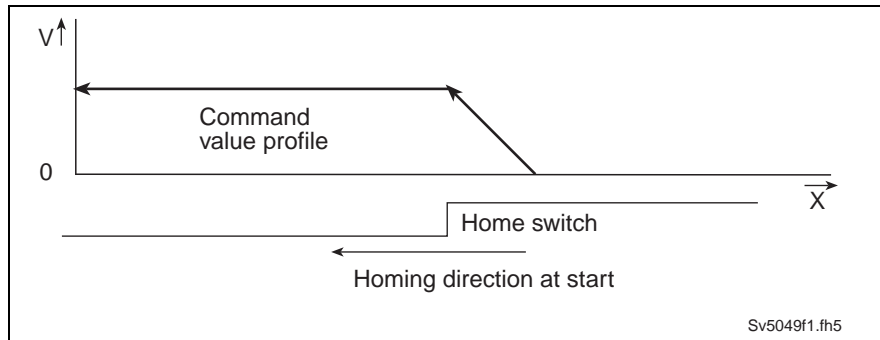 V
Command
value profile
0
X
Home switch
Homing direction at start
Sv5049f1.fh5